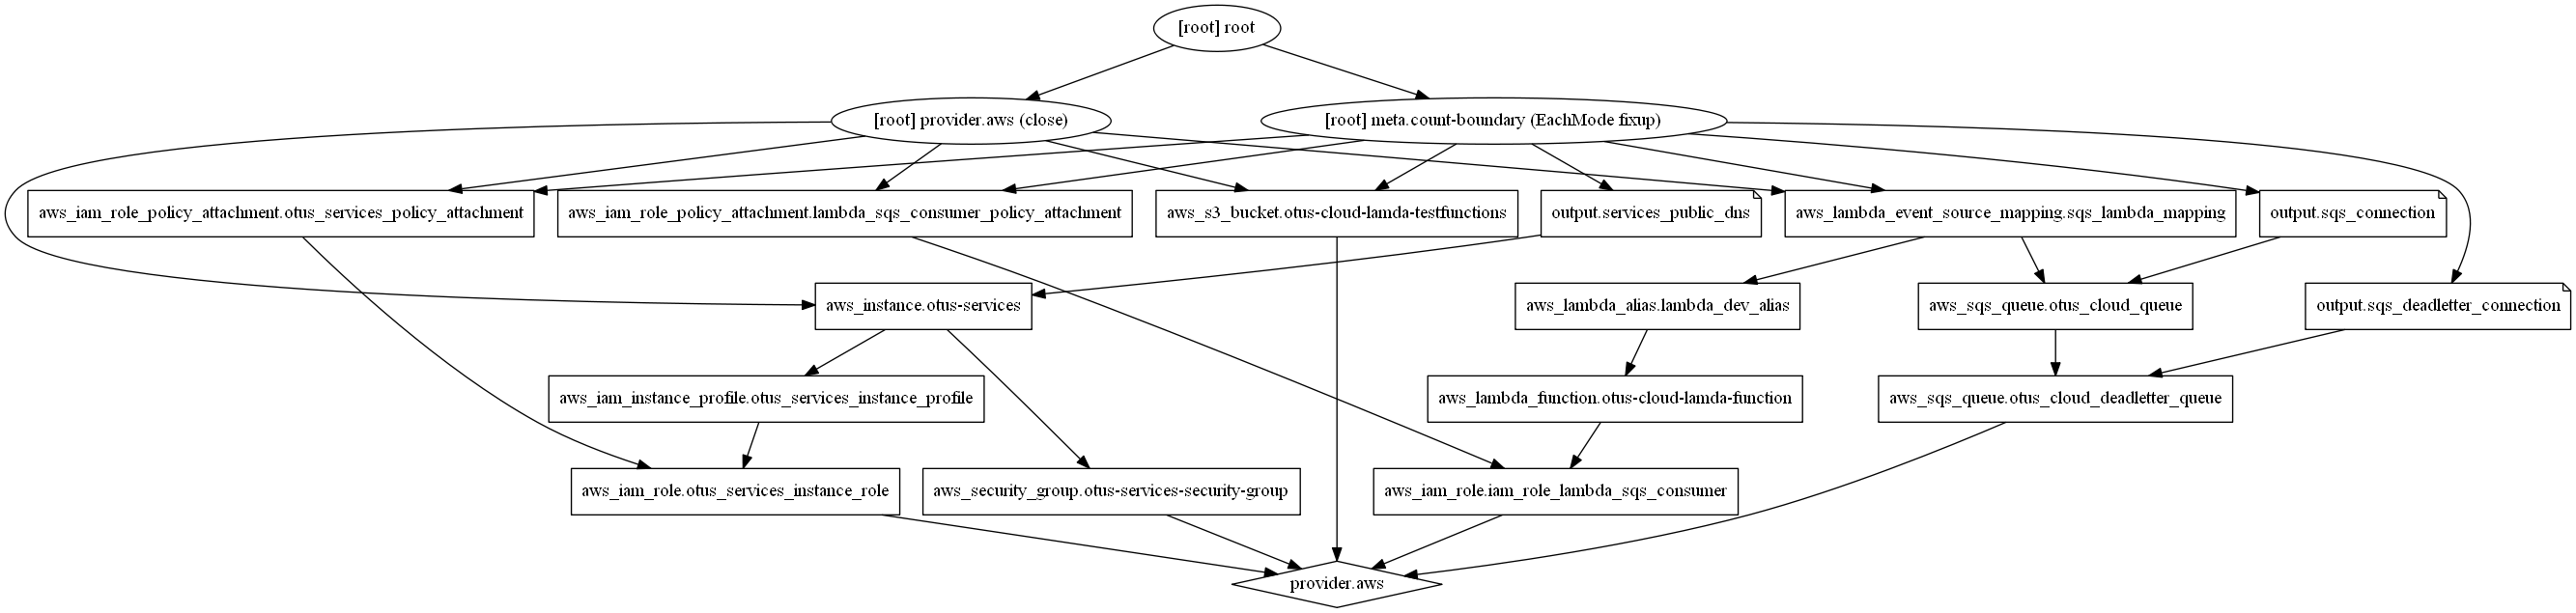 [root] root
[root] provider.aws (close)
[root] meta.count-boundary (EachMode fixup)
aws_iam_role_policy_attachment.otus_services_policy_attachment
aws_iam_role_policy_attachment.lambda_sqs_consumer_policy_attachment
aws_s3_bucket.otus-cloud-lamda-testfunctions
output.services_public_dns
aws_lambda_event_source_mapping.sqs_lambda_mapping
output.sqs_connection
aws_instance.otus-services
aws_lambda_alias.lambda_dev_alias
aws_sqs_queue.otus_cloud_queue
output.sqs_deadletter_connection
aws_iam_instance_profile.otus_services_instance_profile
aws_lambda_function.otus-cloud-lamda-function
aws_sqs_queue.otus_cloud_deadletter_queue
aws_iam_role.otus_services_instance_role
aws_security_group.otus-services-security-group
aws_iam_role.iam_role_lambda_sqs_consumer
provider.aws